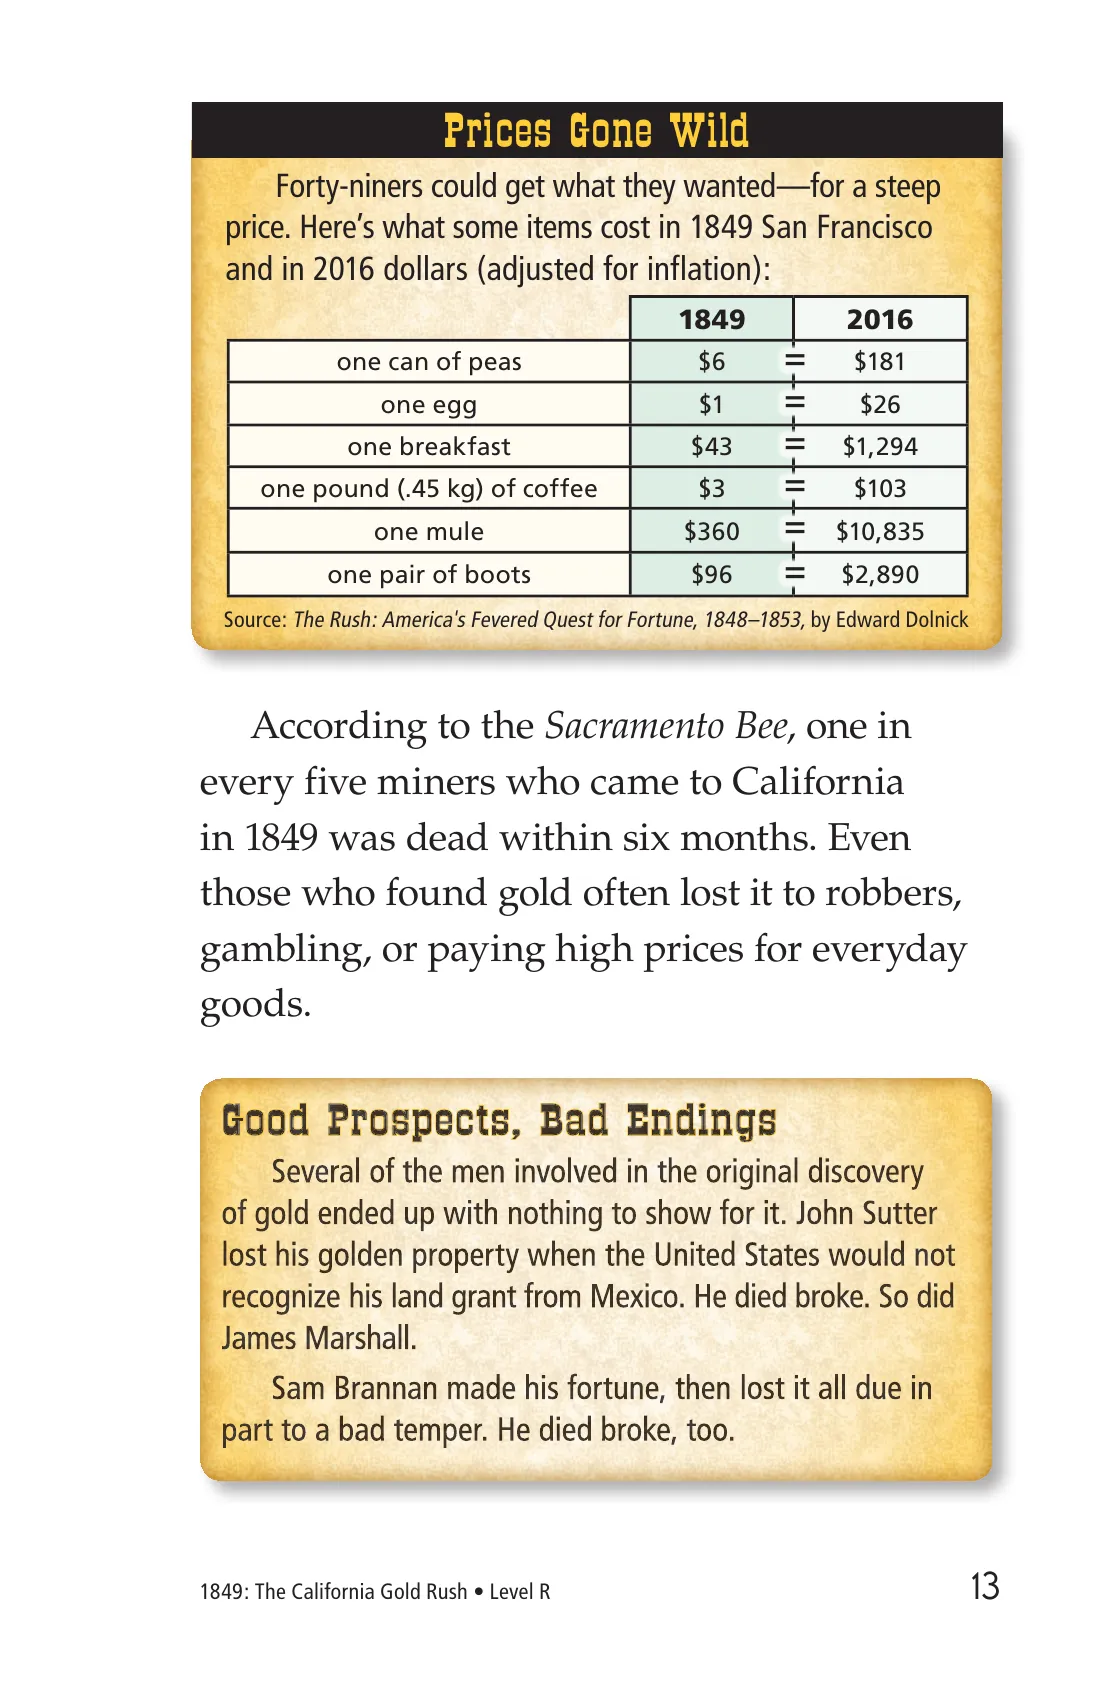 Prices Gone Wild
Forty-niners could get what they wanted—for a steep
price. Here’s what some items cost in 1849 San Francisco
and in 2016 dollars (adjusted for inflation):
1849 2016
one can of peas $6 = $181
one egg $1 = $26
one breakfast $43 = $1,294
one pound (.45 kg) of coffee $3 = $103
one mule $360 = $10,835
one pair of boots $96 = $2,890
Source: The Rush: America's Fevered Quest for Fortune, 1848–1853, by Edward Dolnick
According to the Sacramento Bee, one in
every five miners who came to California
in 1849 was dead within six months. Even
those who found gold often lost it to robbers,
gambling, or paying high prices for everyday
goods.
Good Prospects, Bad Endings
Several of the men involved in the original discovery
of gold ended up with nothing to show for it. John Sutter
lost his golden property when the United States would not
recognize his land grant from Mexico. He died broke. So did
James Marshall.
Sam Brannan made his fortune, then lost it all due in
part to a bad temper. He died broke, too.
1849: The California Gold Rush • Level R 13